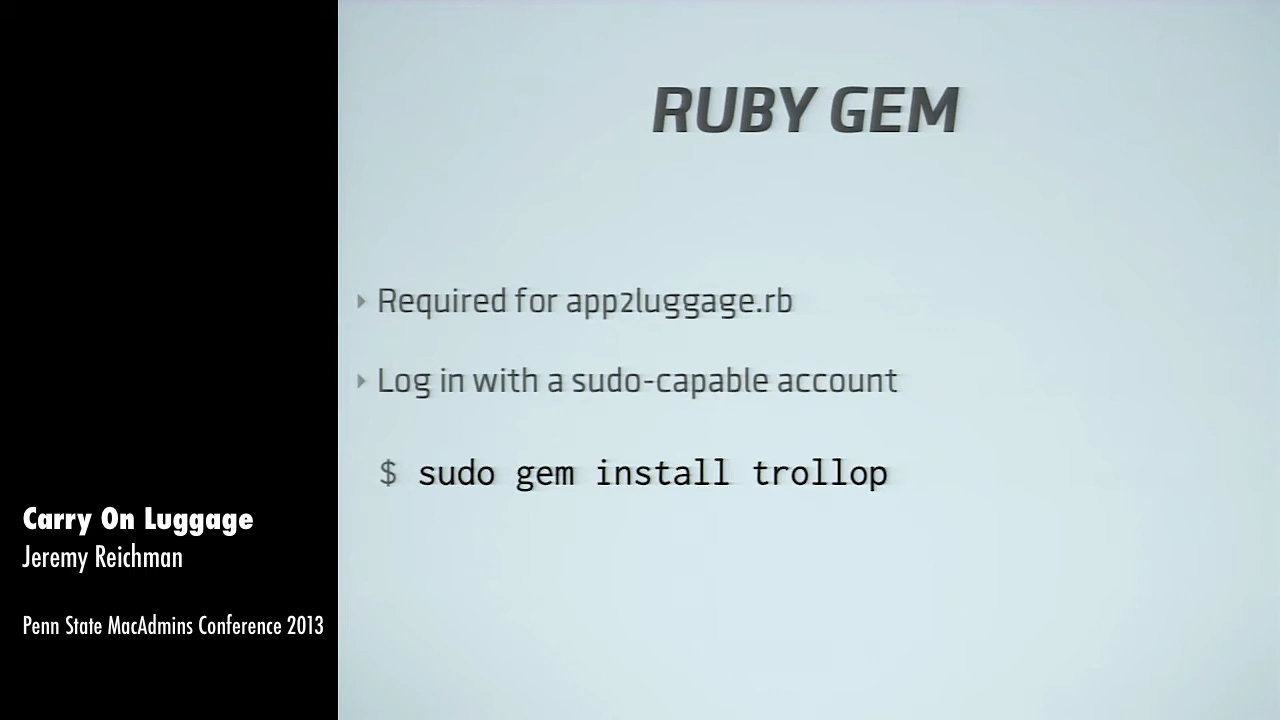 RUBY GEM
Required for app2luggage.rb
Log in with a sudo-capable account
$ sudo gem install trollop
Carry On Luggage
Jeremy Reichman
Penn State MacAdmins Conference 2013